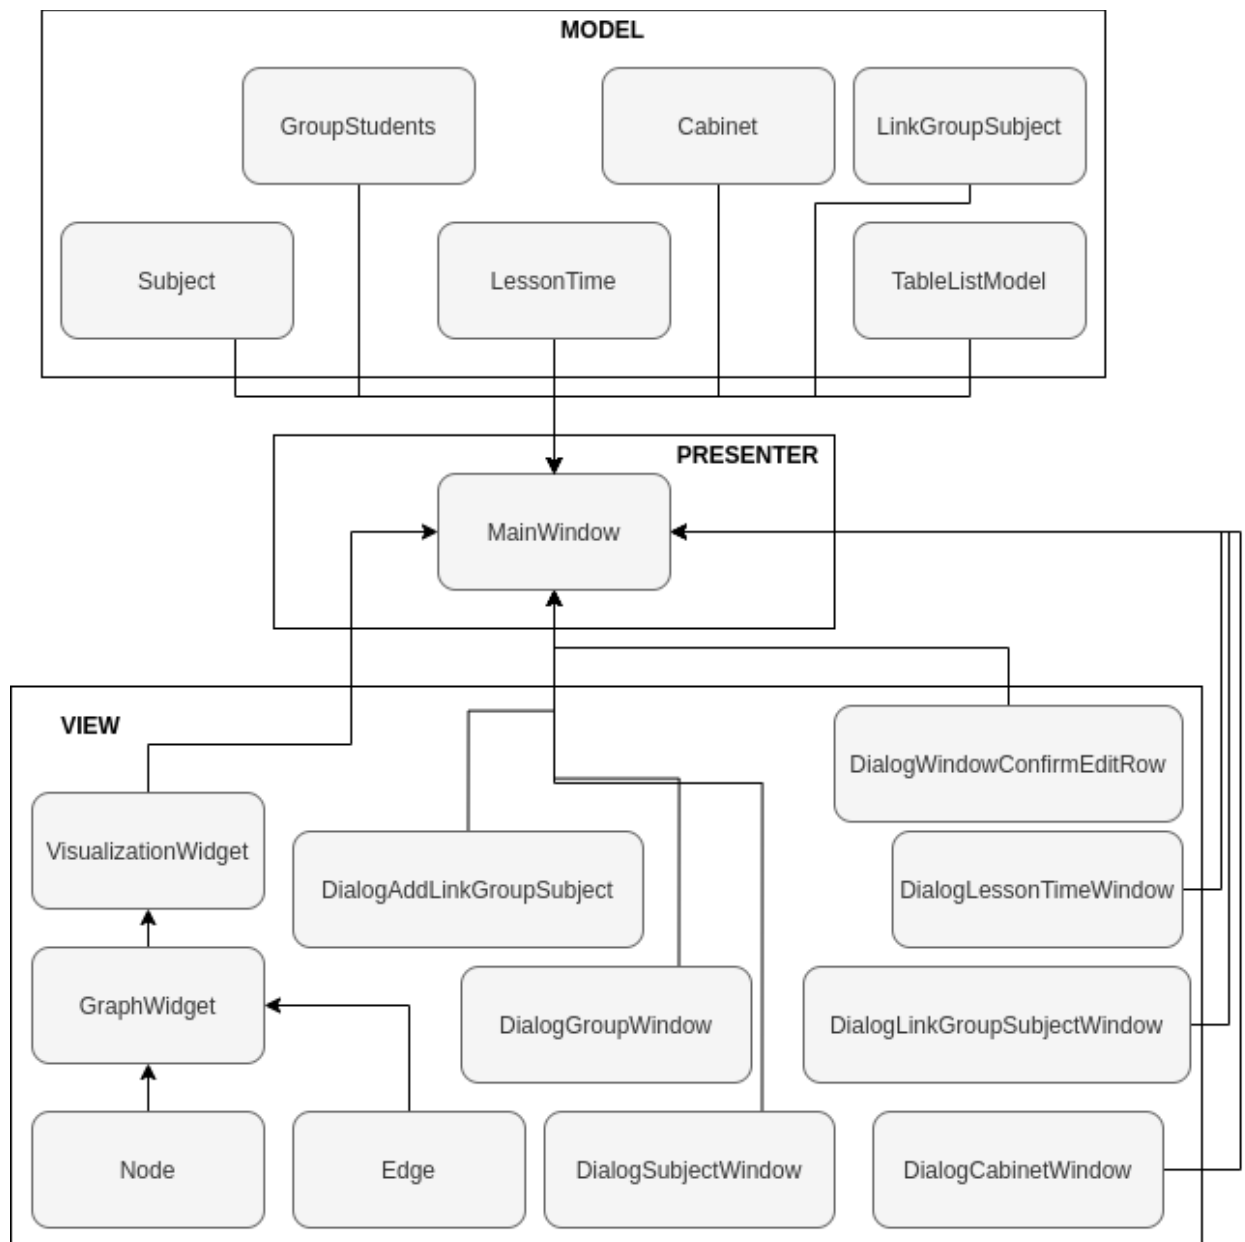 MODEL
GroupStudents
Cabinet
LinkGroupSubject
Subject
LessonTime
TableListModel
PRESENTER
MainWindow
VIEW
DialogWindowConfirmEditRow
VisualizationWidget
DialogAddLinkGroupSubject
DialogLessonTimeWindow
GraphWidget
DialogGroupWindow
DialogLinkGroupSubjectWindow
Node
Edge
DialogSubjectWindow
DialogCabinetWindow